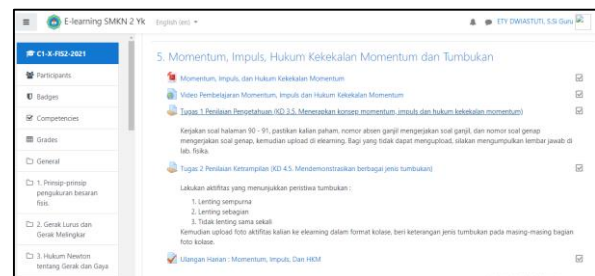 E-learning SMKN 2 Yk
English (en)
ETY DWIASTUTI, S.Si Guru
C1-X-FIS2-2021
Participants
Badges
Competencies
Grades
General
1. Prinsip-prinsip
pengukuran besaran
fisis.
2. Gerak Lurus dan
Gerak Melingkar
3. Hukum Newton
tentang Gerak dan Gaya
5. Momentum, Impuls, Hukum Kekekalan Momentum dan Tumbukan
Momentum, Impuls, dan Hukum Kekekalan Momentum
Video Pembelajaran Momentum, Impuls dan Hukum Kekekalan Momentum
Tugas 1 Penilaian Pengetahuan (KD 3.5. Menerapkan konsep momentum, impuls dan hukum kekekalan momentum)
Kerjakan soal halaman 90 - 91, pastikan kalian paham, nomor absen ganjil mengerjakan soal ganjil, dan nomor soal genap
mengerjakan soal genap, kemudian upload di elearning. Bagi yang tidak dapat mengupload, silakan mengumpulkan lembar jawab di
lab. fisika.
Tugas 2 Penilaian Ketrampilan (KD 4.5. Mendemonstrasikan berbagai jenis tumbukan)
Lakukan aktifitas yang menunjukkan peristiwa tumbukan :
1. Lenting sempurna
2. Lenting sebagian
3. Tidak lenting sama sekali
Kemudian upload foto aktifitas kalian ke elearning dalam format kolase, beri keterangan jenis tumbukan pada masing-masing bagian
foto kolase.
Ulangan Harian : Momentum, Impuls, Dan HKM